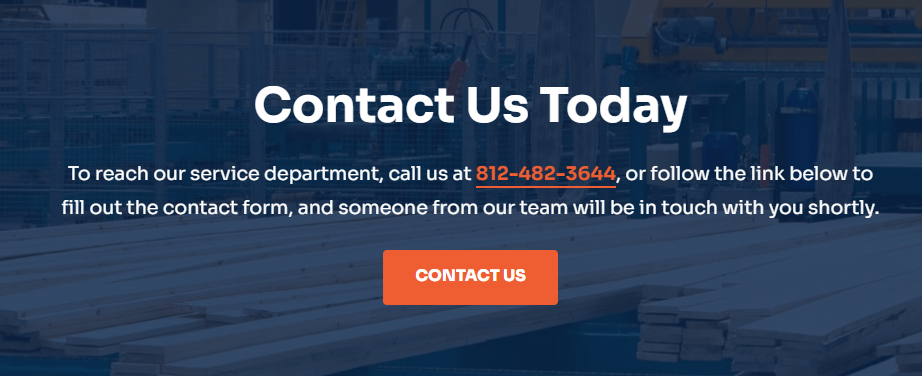 Contact Us Today
To reach our service department, call us at 812-482-3644, or follow the link below to
fill out the contact form, and someone from our team will be in touch with you shortly.
CONTACT US